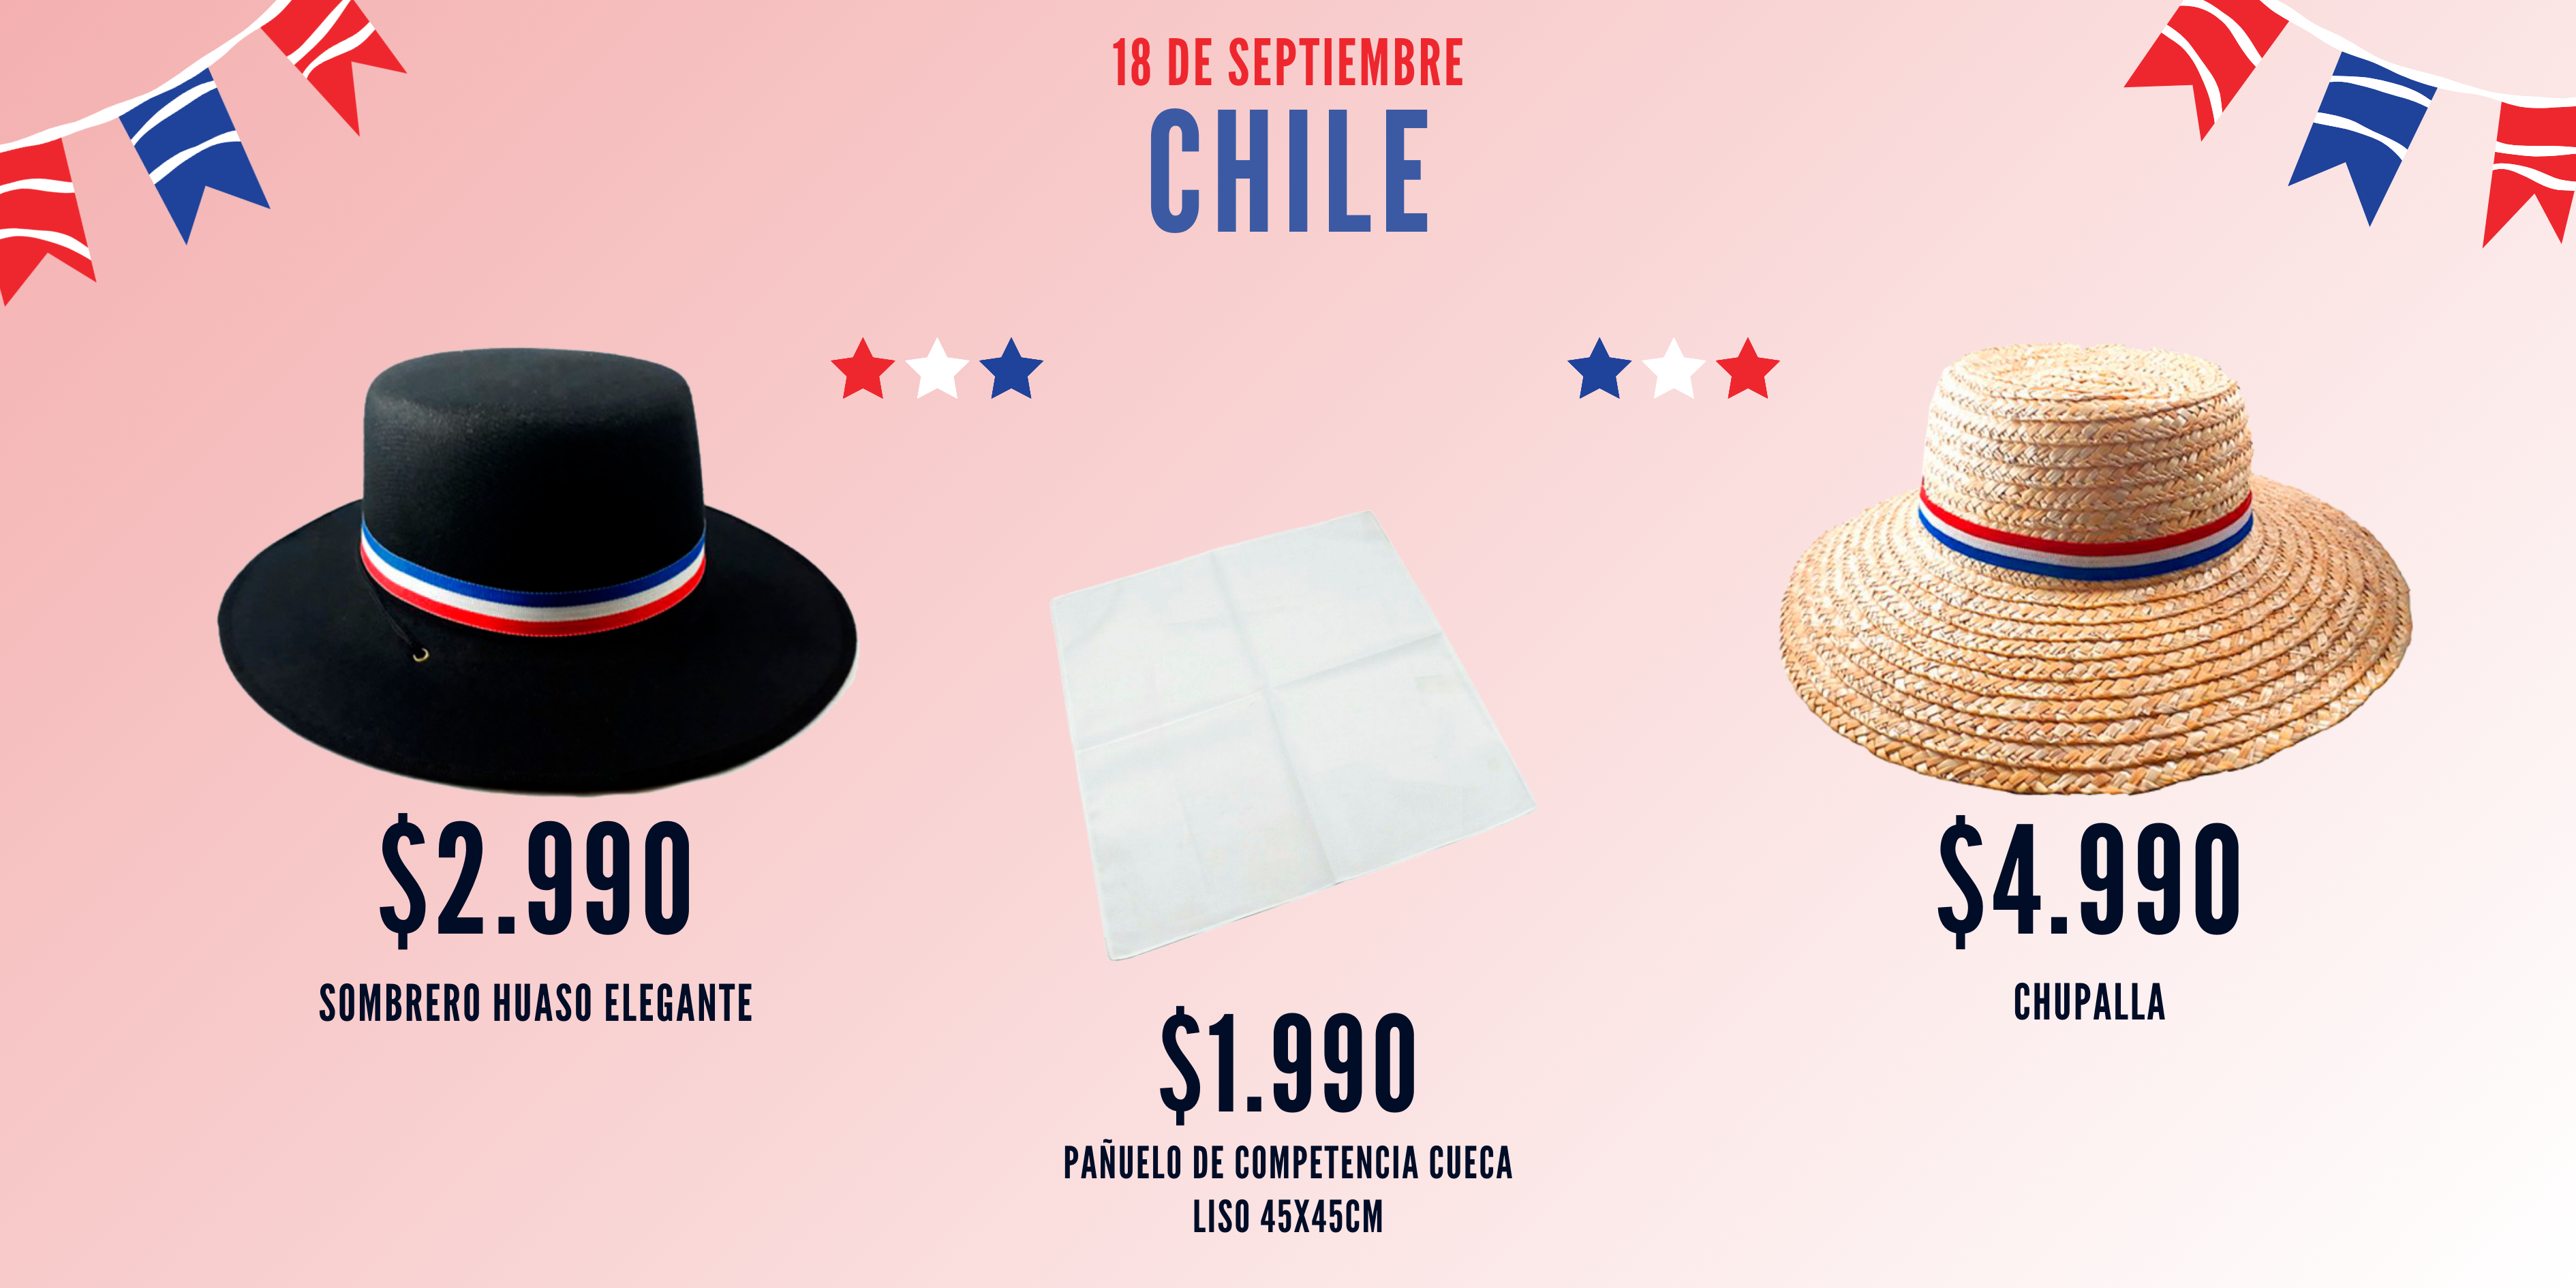 18 DE SEPTIEMBRE
CHILE
$2.990
SOMBRERO HUASO ELEGANTE
$1.990
PAÑUELO DE COMPETENCIA CUECA
LISO 45X45CM
$4.990
CHUPALLA